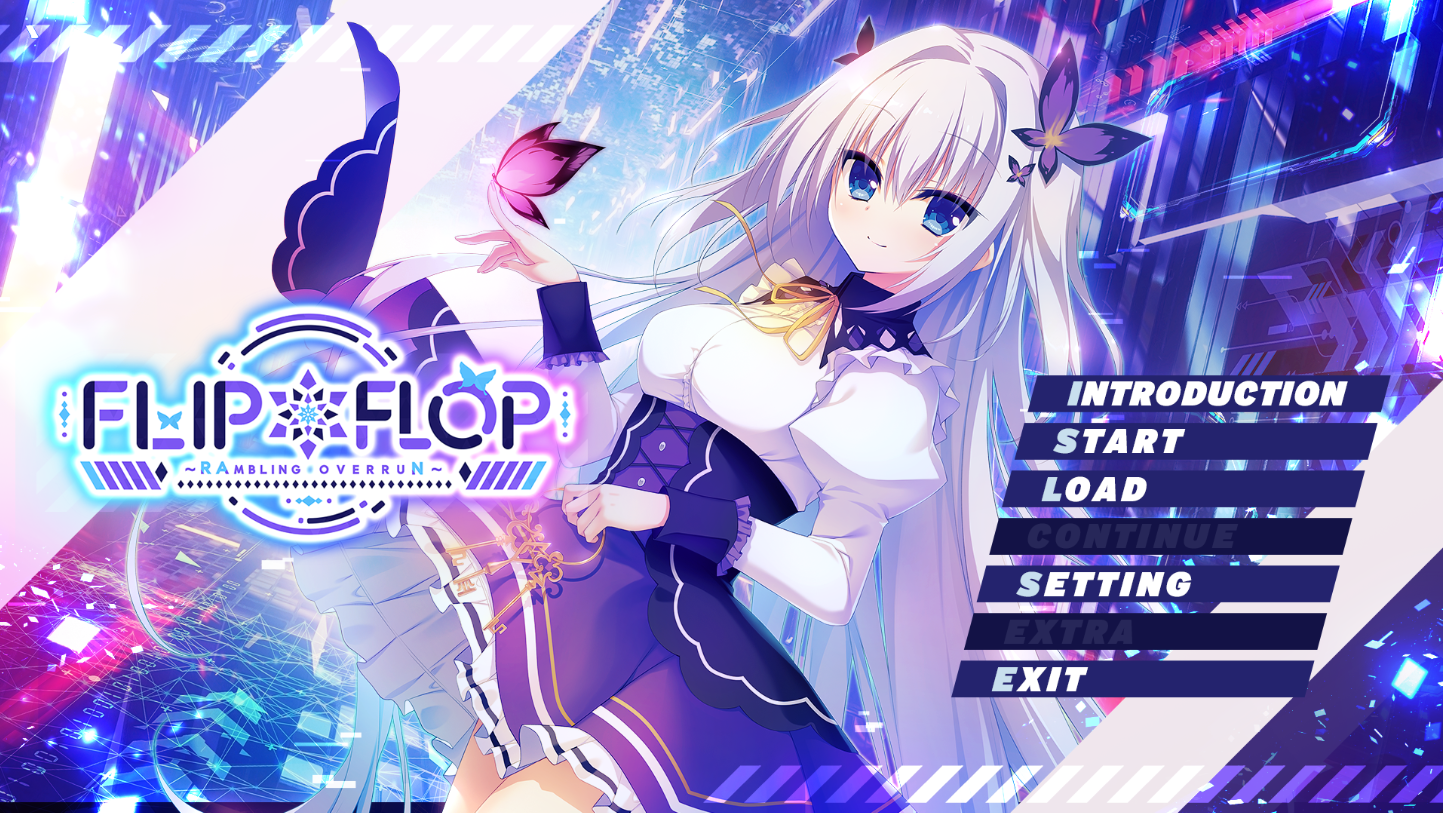 FLIP*FLOP
~RAMBLING OVERRUN~
INTRODUCTION
START
LOAD
CONTINUE
SETTING
EXTRA
EXIT